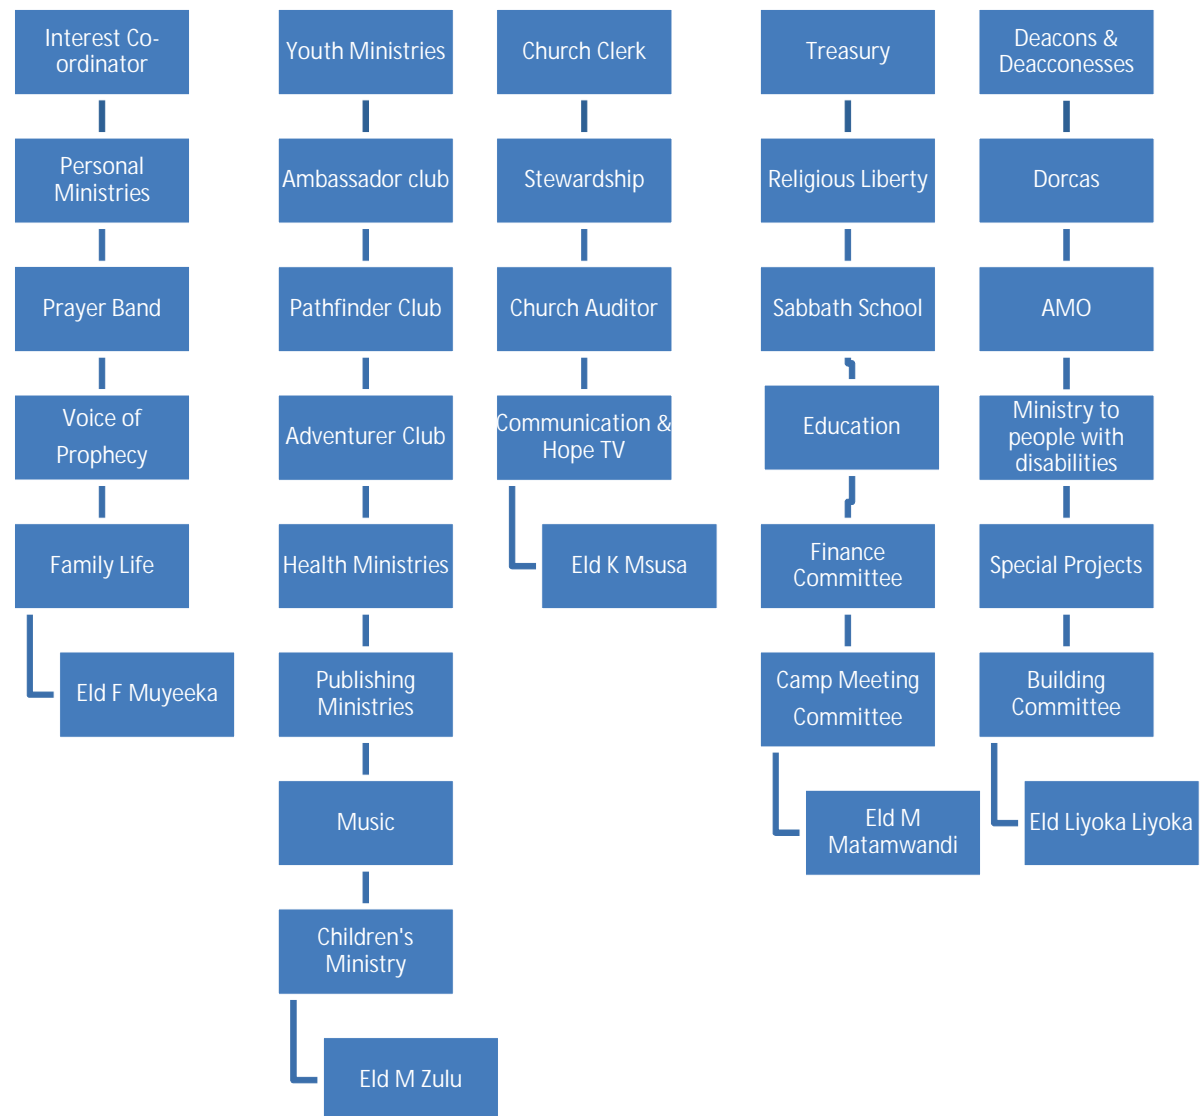 Interest Co-
ordinator
Personal
Ministries
Prayer Band
Voice of
Prophecy
Family Life
Eld F Muyeeka
Youth Ministries
Ambassador club
Pathfinder Club
Adventurer Club
Health Ministries
Publishing
Ministries
Music
Children's
Ministry
Eld M Zulu
Church Clerk
Stewardship
Church Auditor
Communication &
Hope TV
Eld K Msusa
Treasury
Religious Liberty
Sabbath School
Education
Finance
Committee
Camp Meeting
Committee
Eld M
Matamwandi
Deacons &
Deacconesses
Dorcas
AMO
Ministry to
people with
disabilities
Special Projects
Building
Committee
Eld Liyoka Liyoka